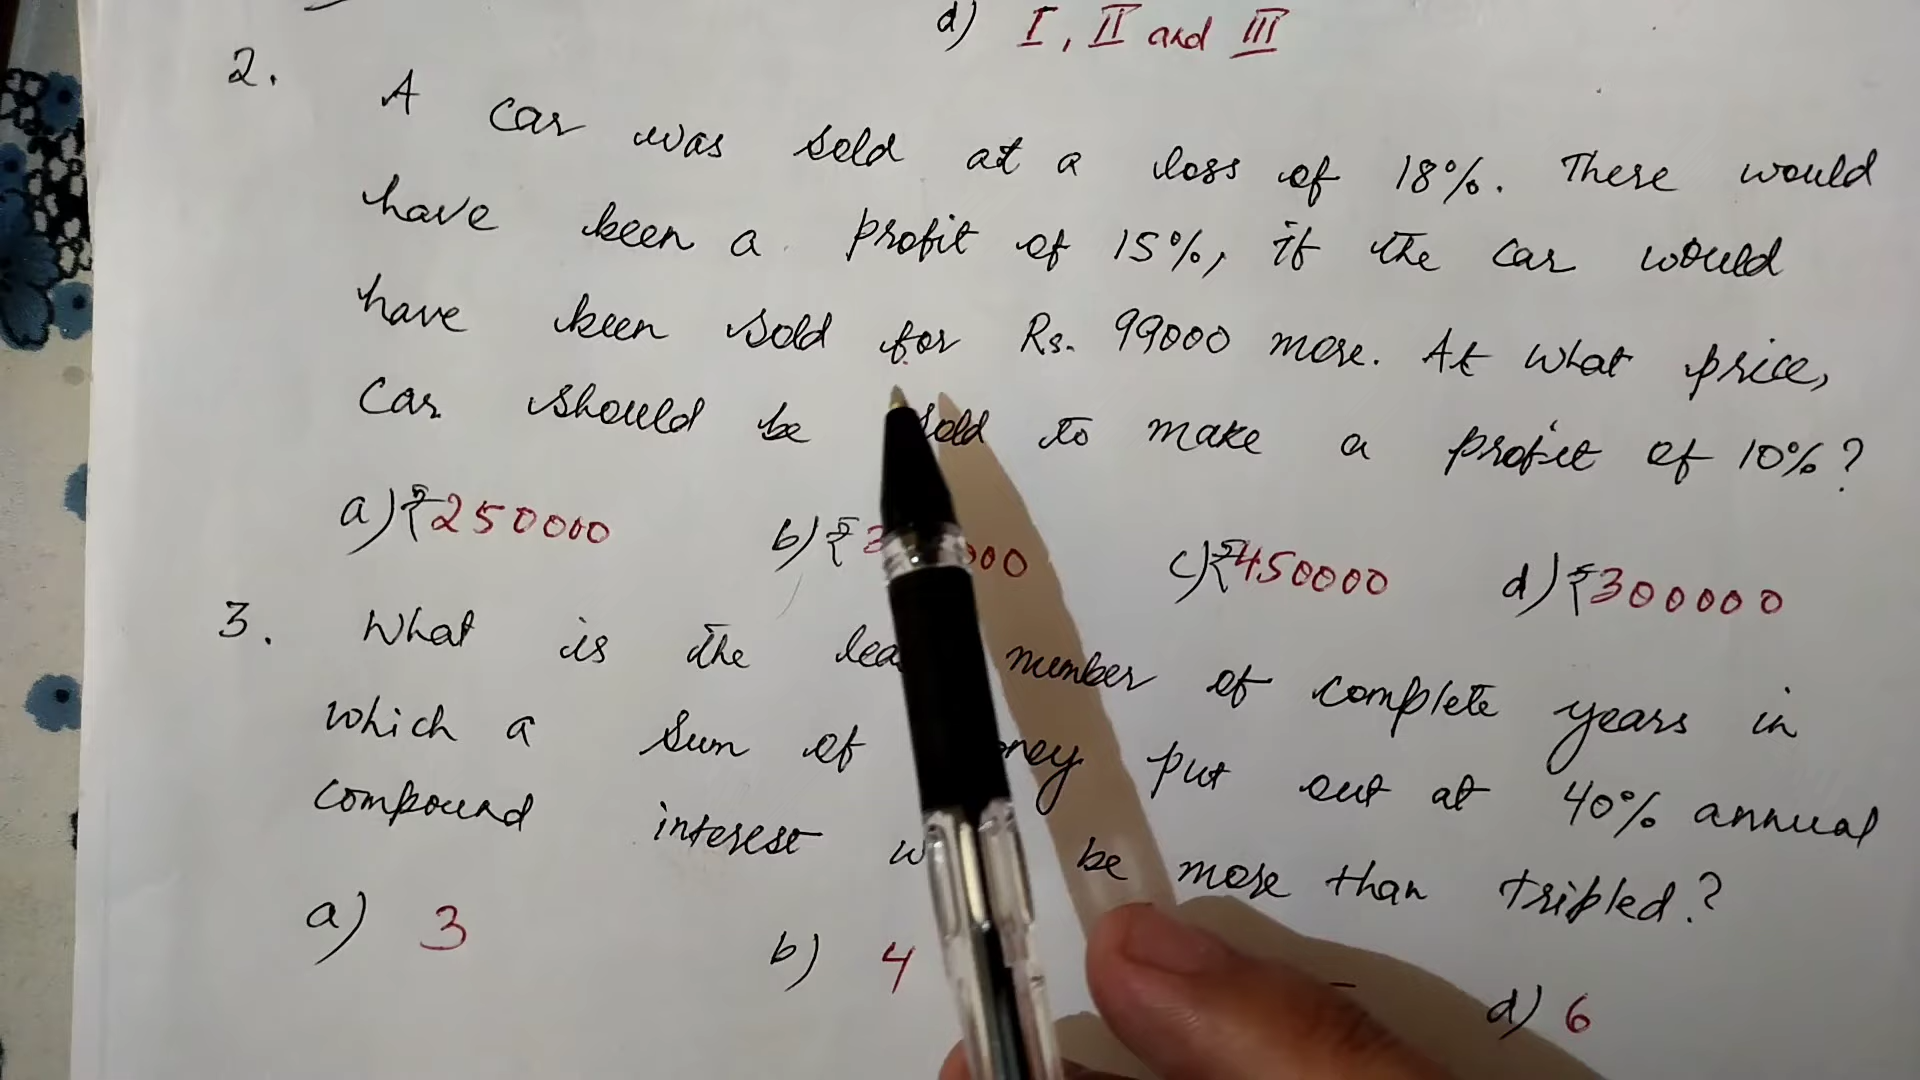 d) I, II and III
2. A car was sold at a loss of 18%. There would
have been a profit of 15%, if the car would
have been sold for Rs. 99000 more. At what price,
car should be sold to make a profit of 10%?
a) ₹250000 b) ₹ c) ₹450000 d) ₹300000
3. What is the number of complete years in
which a sum of put out at 40% annual
compound interest be more than tripled?
a) 3 b) 4 d) 6